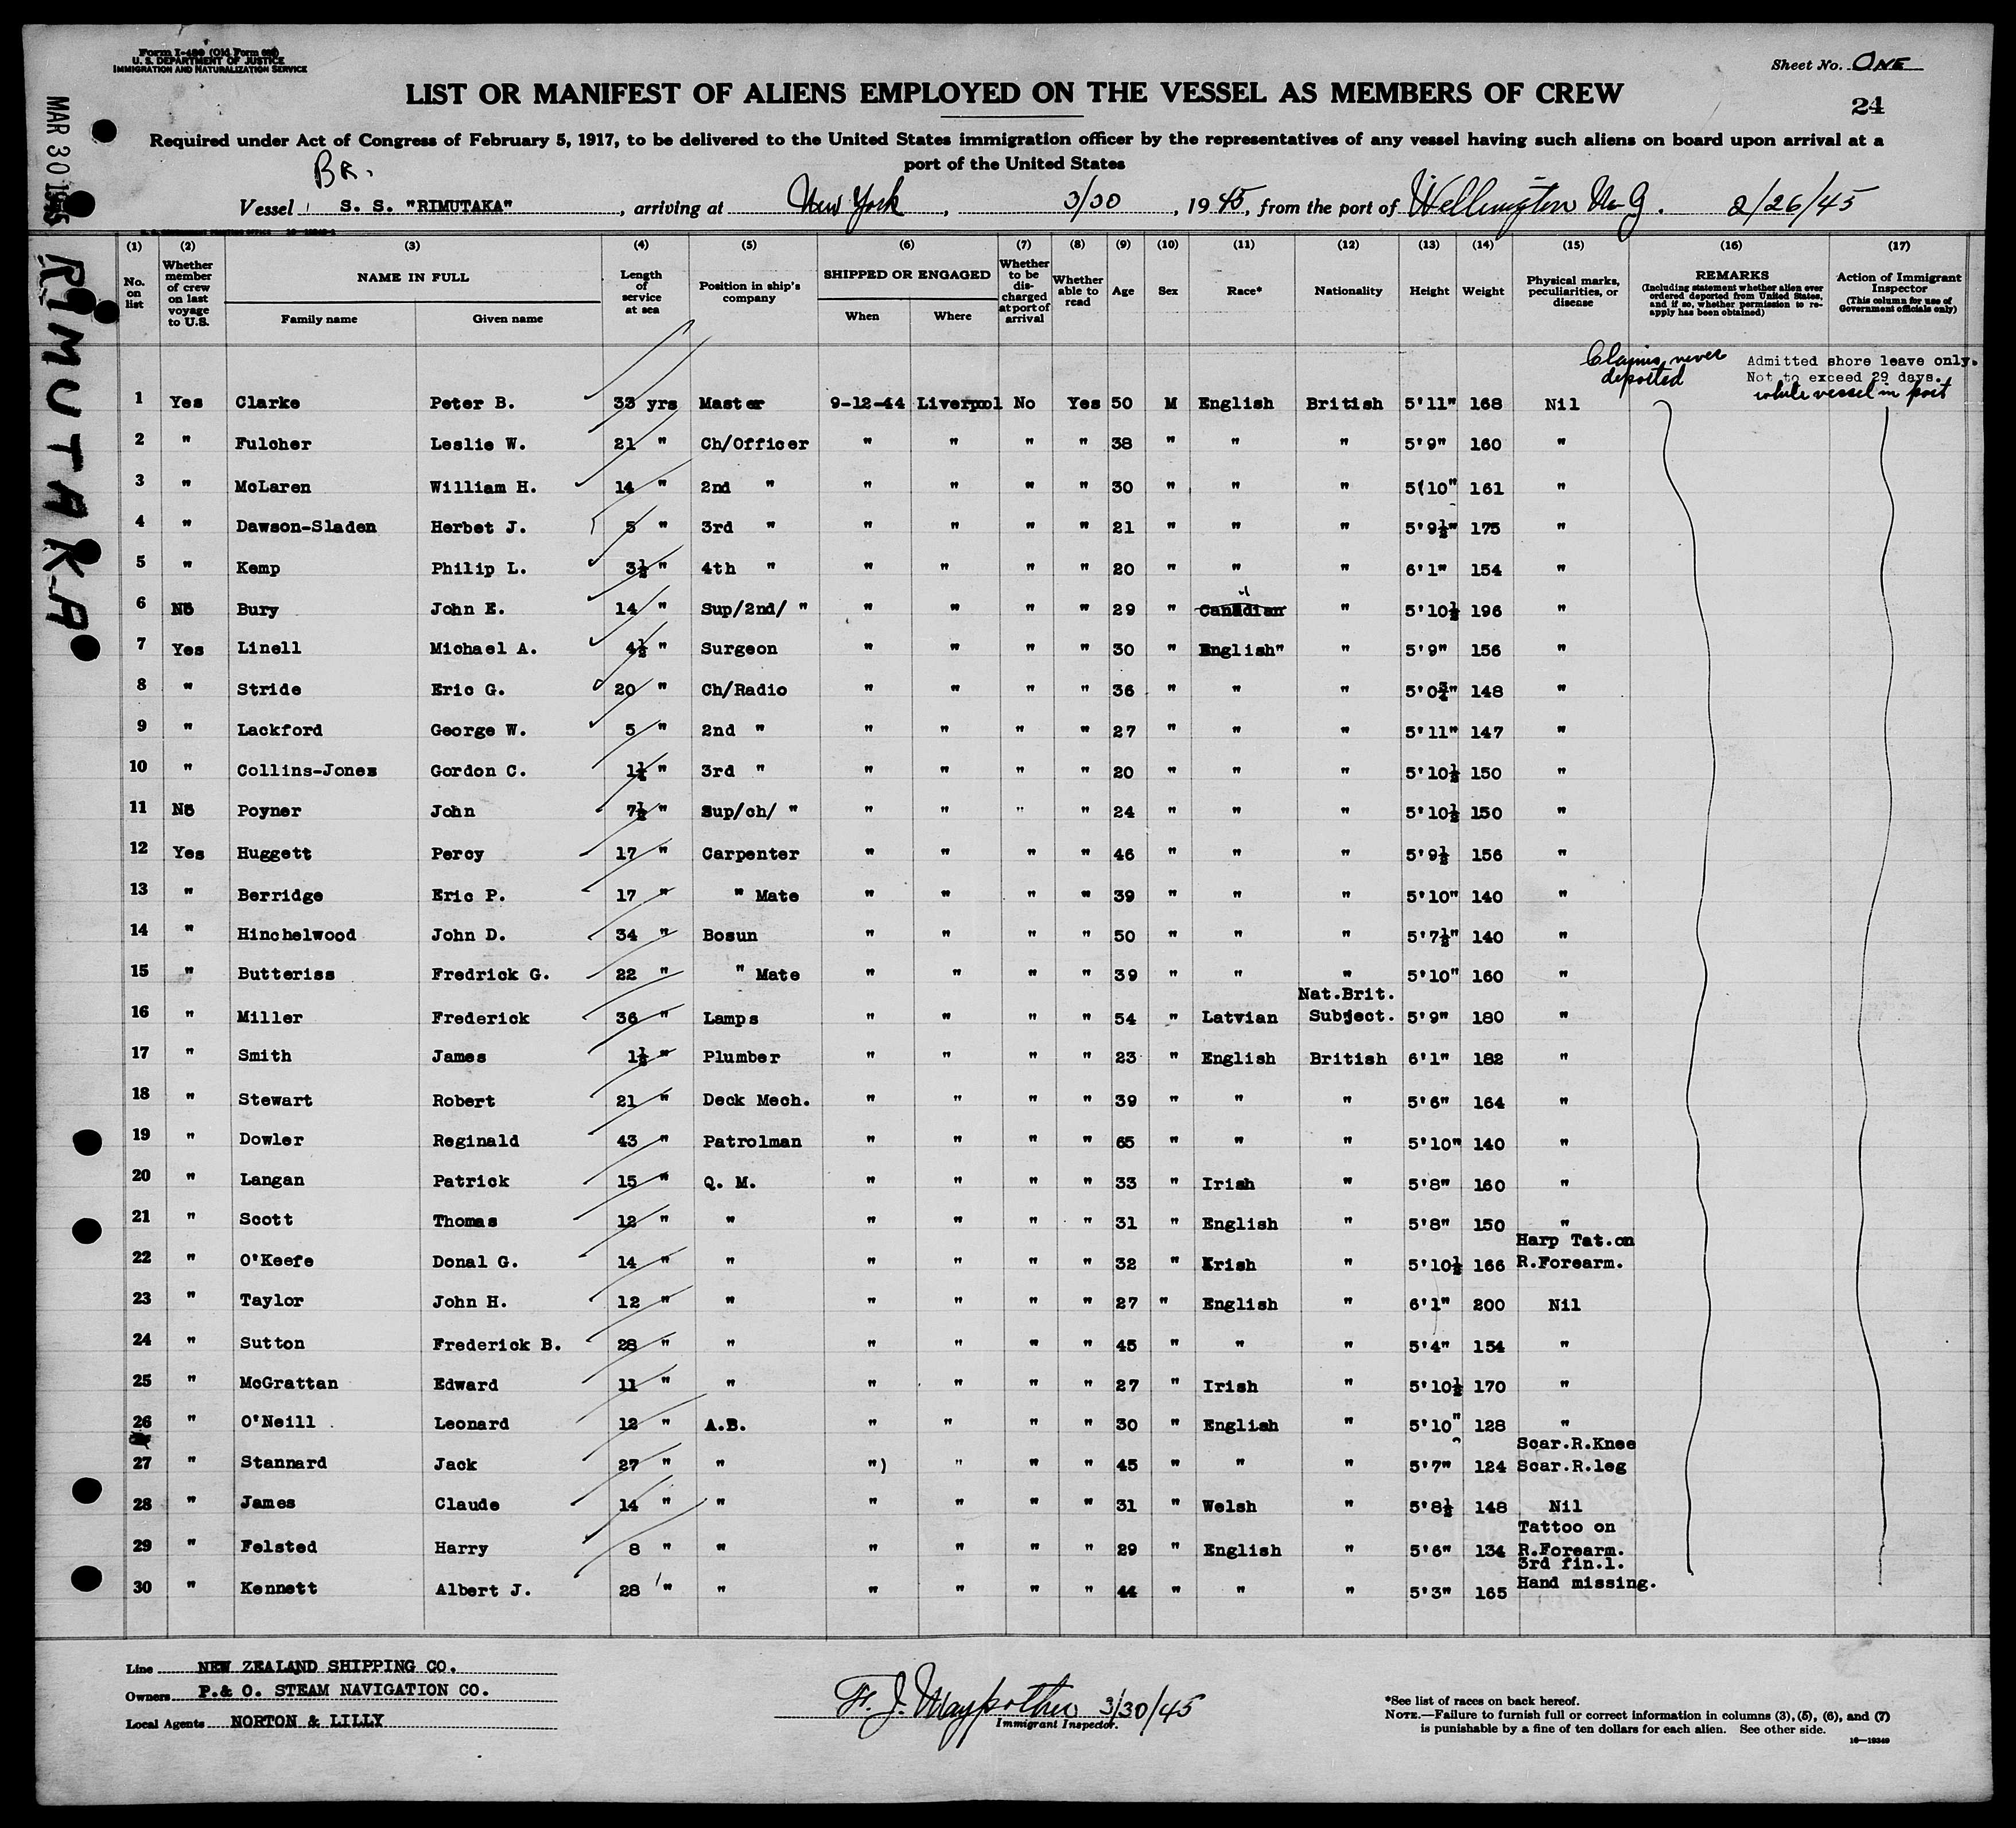 Form I-489 (Old Form 689)
U. S. DEPARTMENT OF JUSTICE
IMMIGRATION AND NATURALIZATION SERVICE
Sheet No. ONE
LIST OR MANIFEST OF ALIENS EMPLOYED ON THE VESSEL AS MEMBERS OF CREW
24
Required under Act of Congress of February 5, 1917, to be delivered to the United States immigration officer by the representatives of any vessel having such aliens on board upon arrival at a
port of the United States
MAR 30 1945
RIMUTAKA
Br.
Vessel S. S. "RIMUTAKA", arriving at New York, 3/30, 1945, from the port of Wellington N.Z. 2/26/45
(1) (2) (3) (4) (5) (6) (7) (8) (9) (10) (11) (12) (13) (14) (15) (16) (17)
No. on list
Whether member of crew on last voyage to U.S.
NAME IN FULL
Family name
Given name
Length of service at sea
Position in ship's company
SHIPPED OR ENGAGED
When
Where
Whether to be discharged at port of arrival
Whether able to read
Age
Sex
Race*
Nationality
Height
Weight
Physical marks, peculiarities, or disease
REMARKS
(Including statement whether alien ever ordered deported from United States, and if so, whether permission to re-apply has been obtained)
Action of Immigrant Inspector
(This column for use of Government officials only)
Claims never deported
Admitted shore leave only.
Not to exceed 29 days.
while vessel in port
1 Yes Clarke Peter B. 33 yrs Master 9-12-44 Liverpool No Yes 50 M English British 5'11" 168 Nil
2 " Fulcher Leslie W. 21 " Ch/Officer " " " " 38 " " " 5'9" 160 "
3 " McLaren William H. 14 " 2nd " " " " " 30 " " " 5(10" 161 "
4 " Dawson-Sladen Herbet J. 5 " 3rd " " " " " 21 " " " 5'9½" 175 "
5 " Kemp Philip L. 3½ " 4th " " " " " 20 " " " 6'1" 154 "
6 No Bury John E. 14 " Sup/2nd/ " " " " " 29 " Canadian " 5'10½ 196 "
7 Yes Linell Michael A. 4½ " Surgeon " " " " 30 " English" " 5'9" 156 "
8 " Stride Eric G. 20 " Ch/Radio " " " " 36 " " " 5'0¾" 148 "
9 " Lackford George W. 5 " 2nd " " " " " 27 " " " 5'11" 147 "
10 " Collins-Jones Gordon C. 1¼ " 3rd " " " " " 20 " " " 5'10½ 150 "
11 No Poyner John 7½ " Sup/ch/ " " " " " 24 " " " 5'10½ 150 "
12 Yes Huggett Percy 17 " Carpenter " " " " 46 " " " 5'9½ 156 "
13 " Berridge Eric P. 17 " " Mate " " " " 39 " " " 5'10" 140 "
14 " Hinchelwood John D. 34 " Bosun " " " " 50 " " " 5'7½" 140 "
15 " Butteriss Fredrick G. 22 " " Mate " " " " 39 " " " 5'10" 160 "
Nat.Brit.
16 " Miller Frederick 36 " Lamps " " " " 54 " Latvian Subject. 5'9" 180 "
17 " Smith James 1½ " Plumber " " " " 23 " English British 6'1" 182 "
18 " Stewart Robert 21 " Deck Mech. " " " " 39 " " " 5'6" 164 "
19 " Dowler Reginald 43 " Patrolman " " " " 65 " " " 5'10" 140 "
20 " Langan Patrick 15 " Q. M. " " " " 33 " Irish " 5'8" 160 "
21 " Scott Thomas 12 " " " " " " 31 " English " 5'8" 150 "
Harp Tat.on
22 " O'Keefe Donal G. 14 " " " " " " 32 " Irish " 5'10½ 166 R.Forearm.
23 " Taylor John H. 12 " " " " " " 27 " English " 6'1" 200 Nil
24 " Sutton Frederick B. 28 " " " " " " 45 " " " 5'4" 154 "
25 " McGrattan Edward 11 " " " " " " 27 " Irish " 5'10½ 170 "
26 " O'Neill Leonard 12 " A.B. " " " " 30 " English " 5'10" 128 "
Scar.R.Knee
27 " Stannard Jack 27 " " ") " " " 45 " " " 5'7" 124 Scar.R.leg
28 " James Claude 14 " " " " " " 31 " Welsh " 5'8½ 148 Nil
Tattoo on
29 " Felsted Harry 8 " " " " " " 29 " English " 5'6" 134 R.Forearm.
3rd fin.l.
30 " Kennett Albert J. 28 " " " " " " 44 " " " 5'3" 165 Hand missing.
Line NEW ZEALAND SHIPPING CO.
Owners P.& O. STEAM NAVIGATION CO.
Local Agents NORTON & LILLY
F. J. 3/30/45
Immigrant Inspector.
*See list of races on back hereof.
NOTE.—Failure to furnish full or correct information in columns (3), (5), (6), and (7)
is punishable by a fine of ten dollars for each alien. See other side.
16—19349